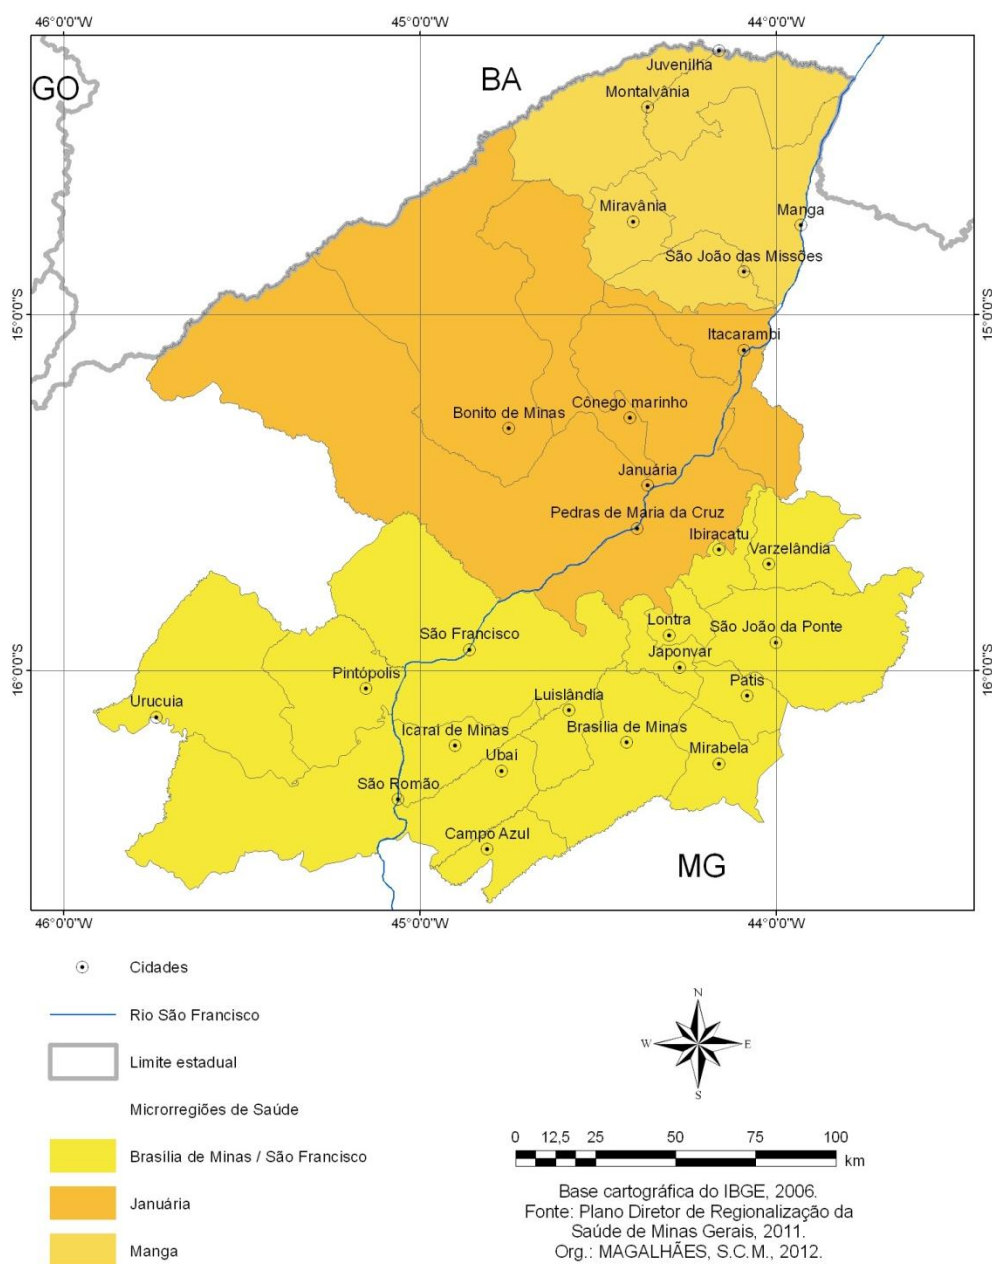 46°0'0"W 45°0'0"W 44°0'0"W
GO
BA
Juvenilha
Montalvânia
Miravânia
Manga
São João das Missões
15°0'0"S 15°0'0"S
Itacarambi
Bonito de Minas
Cônego marinho
Januária
Pedras de Maria da Cruz
Ibiracatu
Varzelândia
São Francisco
Lontra
São João da Ponte
Japonvar
16°0'0"S 16°0'0"S
Pintópolis
Patis
Urucuia
Luislândia
Icaraí de Minas
Brasília de Minas
Ubaí
Mirabela
São Romão
Campo Azul
MG
46°0'0"W 45°0'0"W 44°0'0"W
Cidades
Rio São Francisco
Limite estadual
Microrregiões de Saúde
Brasília de Minas / São Francisco
Januária
Manga
N
W E
S
0 12,5 25 50 75 100
km
Base cartográfica do IBGE, 2006.
Fonte: Plano Diretor de Regionalização da
Saúde de Minas Gerais, 2011.
Org.: MAGALHÃES, S.C.M., 2012.